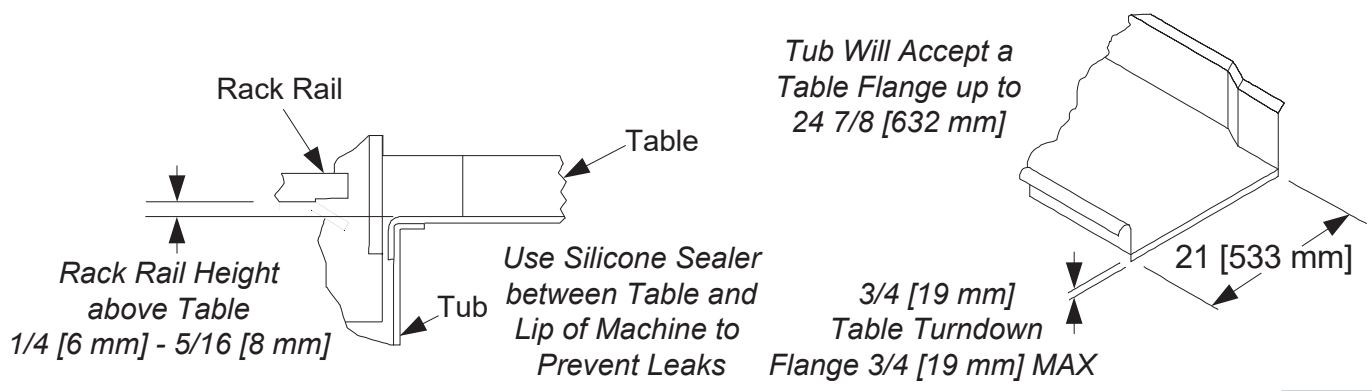 Rack Rail
Table
Rack Rail Height
above Table
1/4 [6 mm] - 5/16 [8 mm]
Tub
Use Silicone Sealer
between Table and
Lip of Machine to
Prevent Leaks
Tub Will Accept a
Table Flange up to
24 7/8 [632 mm]
21 [533 mm]
3/4 [19 mm]
Table Turndown
Flange 3/4 [19 mm] MAX